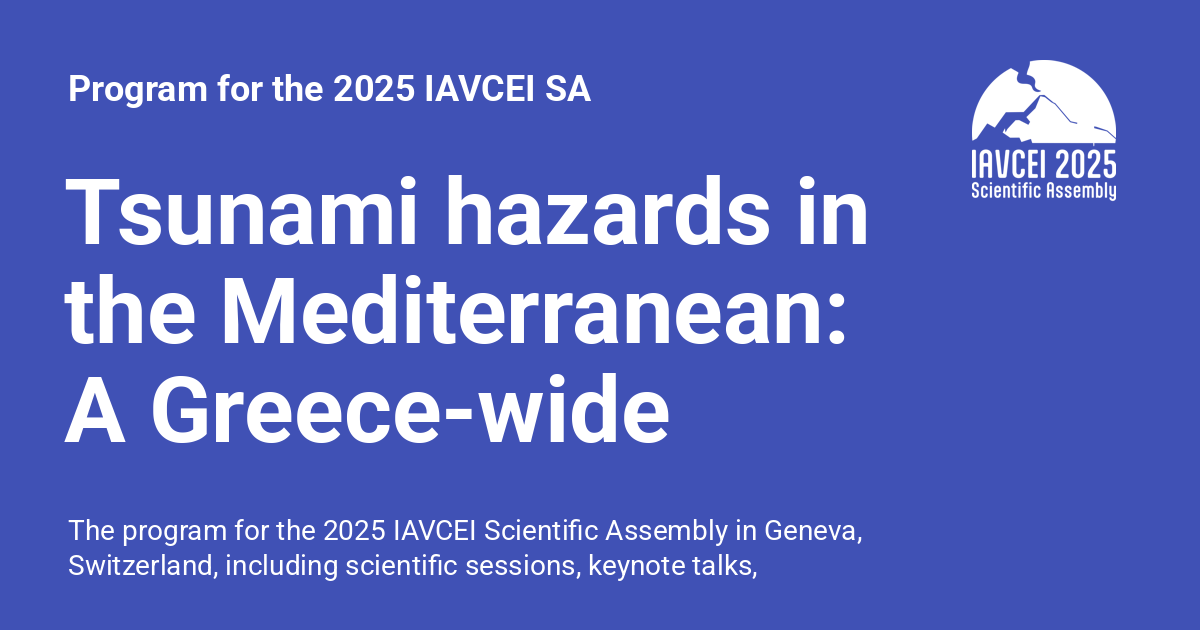 Program for the 2025 IAVCEI SA
IAVCEI 2025
Scientific Assembly
Tsunami hazards in
the Mediterranean:
A Greece-wide
The program for the 2025 IAVCEI Scientific Assembly in Geneva,
Switzerland, including scientific sessions, keynote talks,